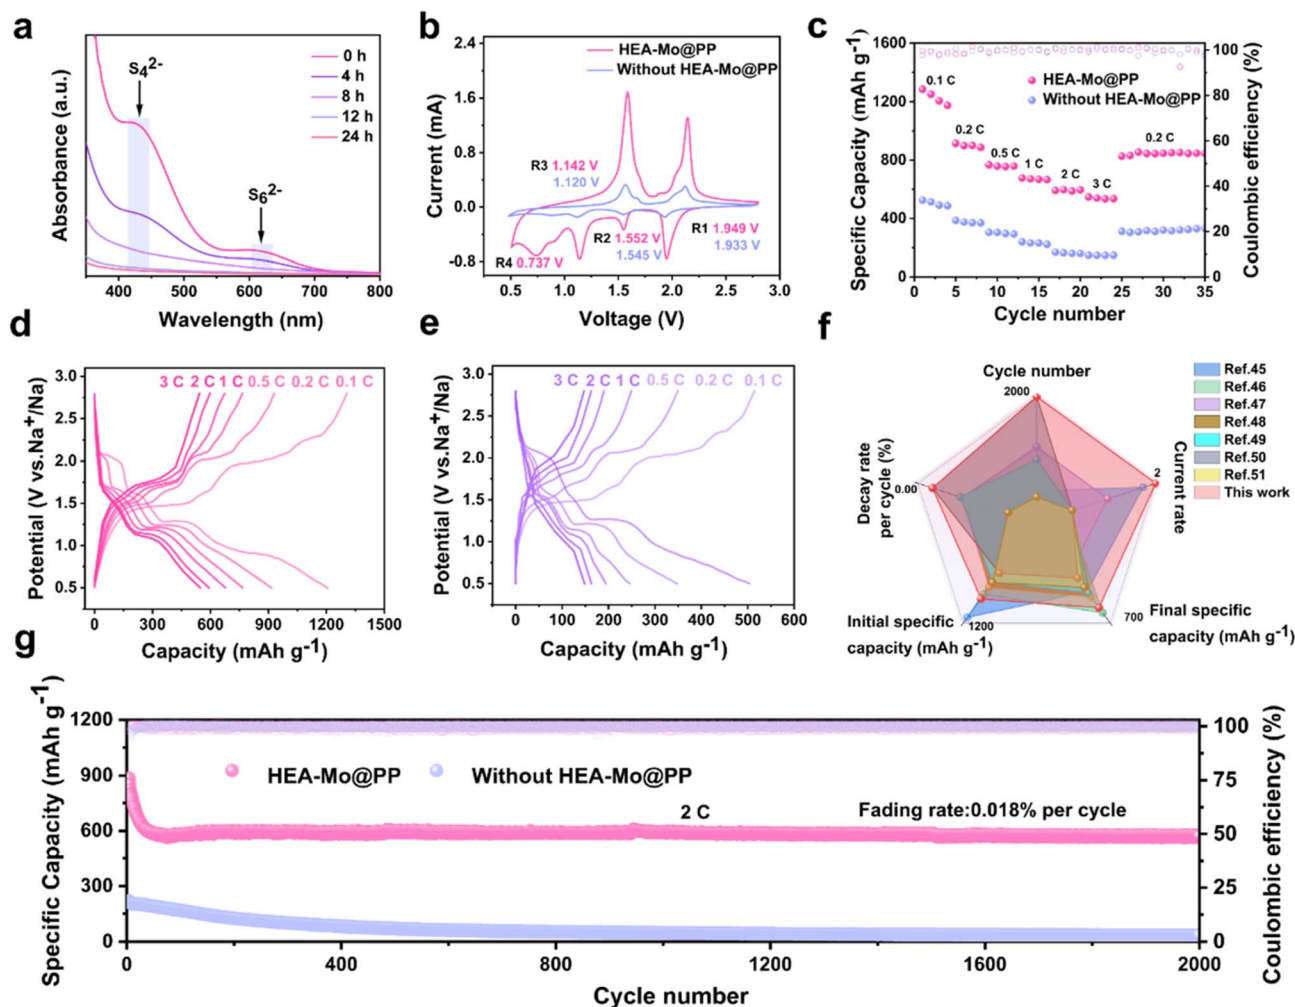 a
Absorbance (a.u.)
S₄²⁻
S₆²⁻
0 h
4 h
8 h
12 h
24 h
400 500 600 700 800
Wavelength (nm)
b
Current (mA)
2.4
1.6
0.8
0.0
-0.8
HEA-Mo@PP
Without HEA-Mo@PP
R3 1.142 V
1.120 V
R2 1.552 V
1.545 V
R1 1.949 V
1.933 V
R4 0.737 V
0.5 1.0 1.5 2.0 2.5 3.0
Voltage (V)
c
Specific Capacity (mAh g⁻¹)
1600
1200
800
400
0
HEA-Mo@PP
Without HEA-Mo@PP
0.1 C
0.2 C
0.5 C
1 C
2 C
3 C
0.2 C
100
80
60
40
20
0
Coulombic efficiency (%)
0 5 10 15 20 25 30 35
Cycle number
d
Potential (V vs.Na⁺/Na)
3.0
2.5
2.0
1.5
1.0
0.5
3 C 2 C 1 C 0.5 C 0.2 C 0.1 C
0 300 600 900 1200 1500
Capacity (mAh g⁻¹)
e
Potential (V vs.Na⁺/Na)
3.0
2.5
2.0
1.5
1.0
0.5
3 C 2 C 1 C 0.5 C 0.2 C 0.1 C
0 100 200 300 400 500 600
Capacity (mAh g⁻¹)
f
Cycle number
2000
Current rate
2
Final specific
capacity (mAh g⁻¹)
700
Initial specific
capacity (mAh g⁻¹)
1200
Decay rate
per cycle (%)
0.00
Ref.45
Ref.46
Ref.47
Ref.48
Ref.49
Ref.50
Ref.51
This work
g
Specific Capacity (mAh g⁻¹)
1200
900
600
300
0
HEA-Mo@PP
Without HEA-Mo@PP
2 C
Fading rate:0.018% per cycle
100
75
50
25
0
Coulombic efficiency (%)
0 400 800 1200 1600 2000
Cycle number